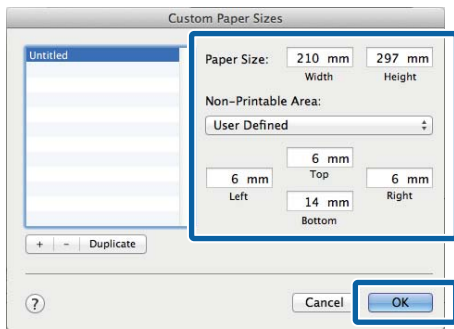 Custom Paper Sizes
Untitled
Paper Size: 210 mm 297 mm
Width Height
Non-Printable Area:
User Defined
6 mm
Top
6 mm 6 mm
Left Right
14 mm
Bottom
+ - Duplicate
? Cancel OK